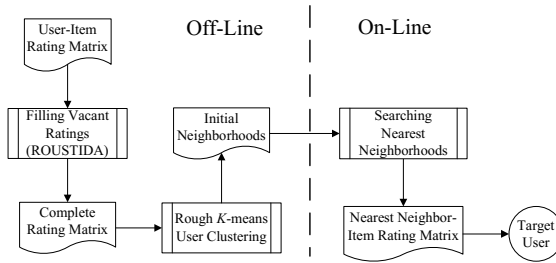 User-Item
Rating Matrix
Off-Line
On-Line
Filling Vacant
Ratings
(ROUSTIDA)
Initial
Neighborhoods
Searching
Nearest
Neighborhoods
Complete
Rating Matrix
Rough K-means
User Clustering
Nearest Neighbor-
Item Rating Matrix
Target
User